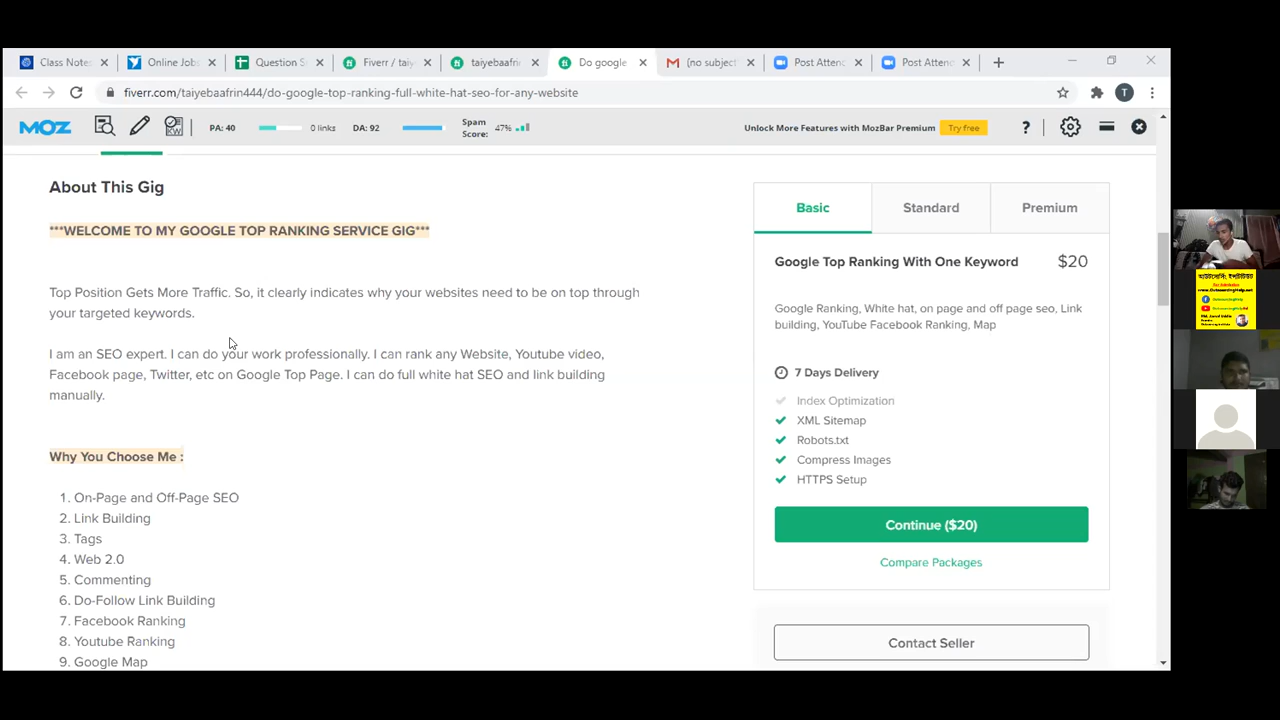 Class Notes
Online Jobs
Question S
Fiverr / taiy
taiyebaafri
Do google
(no subject
Post Atten
Post Atten
fiverr.com/taiyebaafrin444/do-google-top-ranking-full-white-hat-seo-for-any-website
T
MOZ
KW
PA: 40
0 links
DA: 92
Spam
Score:
47%
Unlock More Features with MozBar Premium
Try free
?
About This Gig
***WELCOME TO MY GOOGLE TOP RANKING SERVICE GIG***
Top Position Gets More Traffic. So, it clearly indicates why your websites need to be on top through
your targeted keywords.
I am an SEO expert. I can do your work professionally. I can rank any Website, Youtube video,
Facebook page, Twitter, etc on Google Top Page. I can do full white hat SEO and link building
manually.
Why You Choose Me :
1. On-Page and Off-Page SEO
2. Link Building
3. Tags
4. Web 2.0
5. Commenting
6. Do-Follow Link Building
7. Facebook Ranking
8. Youtube Ranking
9. Google Map
Basic
Standard
Premium
Google Top Ranking With One Keyword
$20
Google Ranking, White hat, on page and off page seo, Link
building, YouTube Facebook Ranking, Map
7 Days Delivery
Index Optimization
XML Sitemap
Robots.txt
Compress Images
HTTPS Setup
Continue ($20)
Compare Packages
Contact Seller